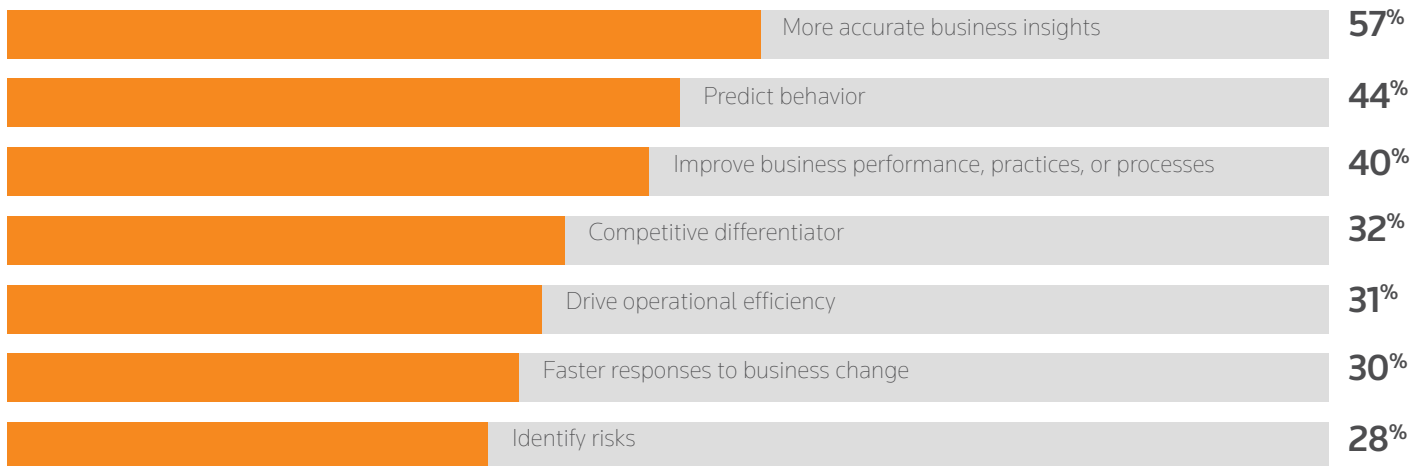 More accurate business insights 57%
Predict behavior 44%
Improve business performance, practices, or processes 40%
Competitive differentiator 32%
Drive operational efficiency 31%
Faster responses to business change 30%
Identify risks 28%